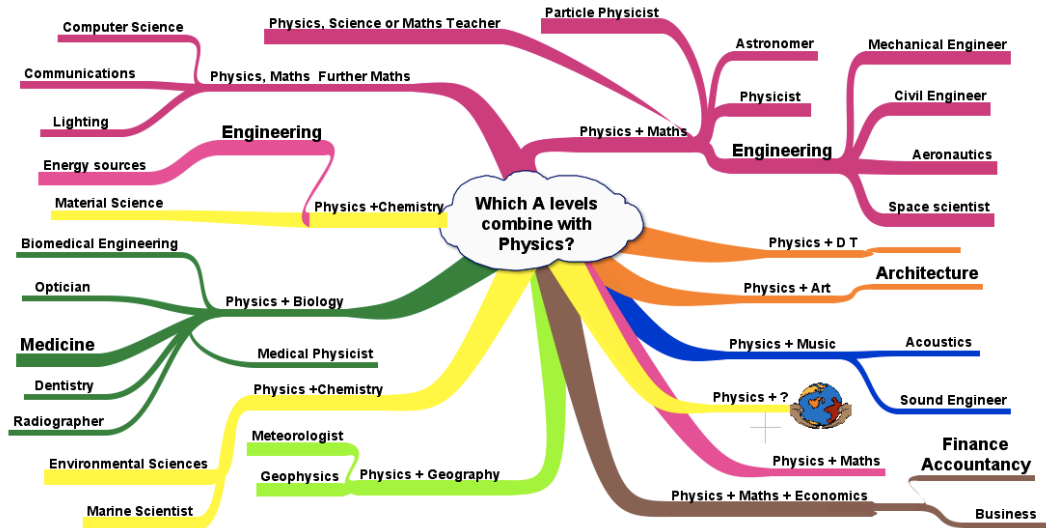 Which A levels
combine with
Physics?
Physics + Maths
Physics, Science or Maths Teacher
Particle Physicist
Astronomer
Physicist
Engineering
Mechanical Engineer
Civil Engineer
Aeronautics
Space scientist
Physics + D T
Physics + Art
Architecture
Physics + Music
Acoustics
Sound Engineer
Physics + ?
Physics + Maths
Physics + Maths + Economics
Finance
Accountancy
Business
Physics + Geography
Meteorologist
Geophysics
Physics +Chemistry
Environmental Sciences
Marine Scientist
Physics + Biology
Biomedical Engineering
Optician
Medicine
Dentistry
Radiographer
Medical Physicist
Physics +Chemistry
Material Science
Engineering
Energy sources
Physics, Maths  Further Maths
Computer Science
Communications
Lighting